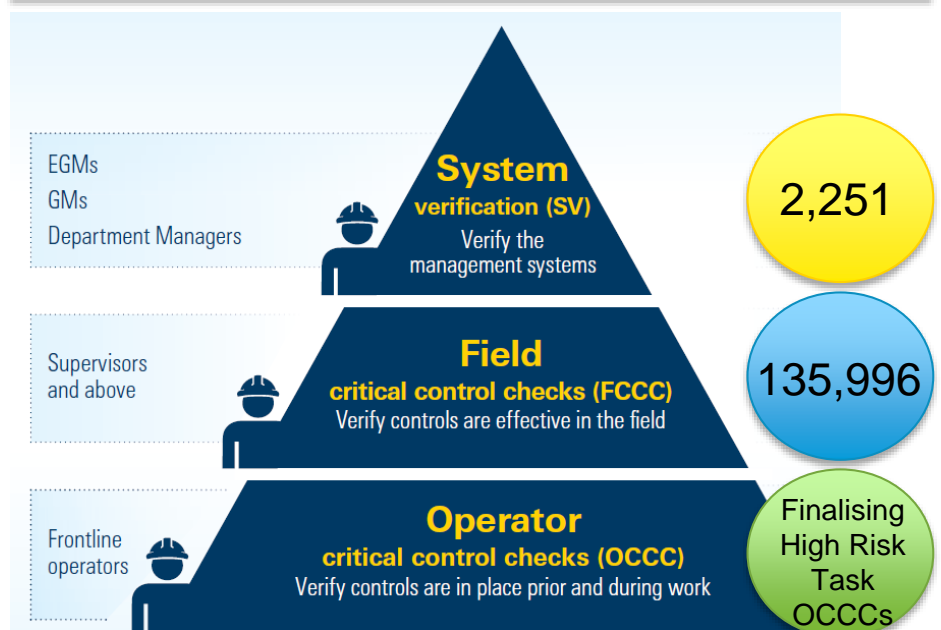 EGMs
GMs
Department Managers
System
verification (SV)
Verify the
management systems
2,251
Supervisors
and above
Field
critical control checks (FCCC)
Verify controls are effective in the field
135,996
Frontline
operators
Operator
critical control checks (OCCC)
Verify controls are in place prior and during work
Finalising
High Risk
Task
OCCCs